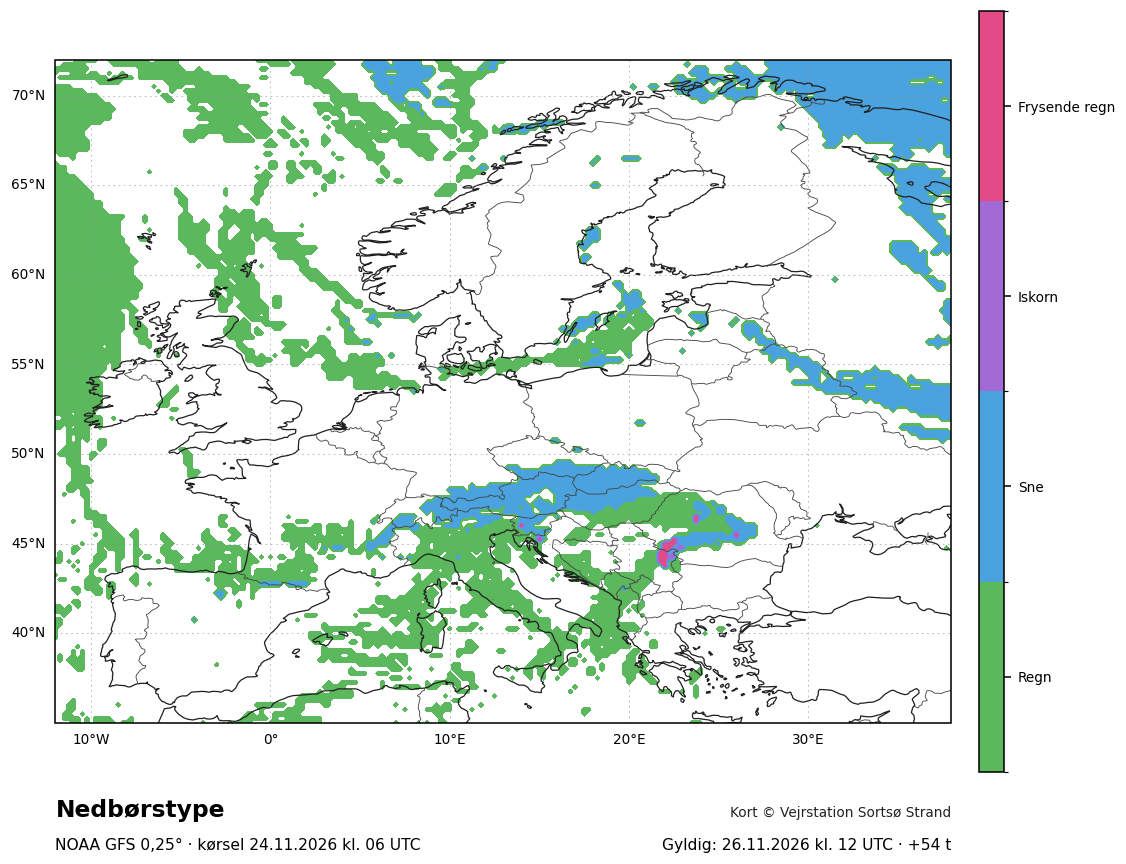 70°N
65°N
60°N
55°N
50°N
45°N
40°N
10°W
0°
10°E
20°E
30°E
Frysende regn
Iskorn
Sne
Regn
Nedbørstype
Kort © Vejrstation Sortsø Strand
NOAA GFS 0,25° · kørsel 24.11.2026 kl. 06 UTC
Gyldig: 26.11.2026 kl. 12 UTC · +54 t